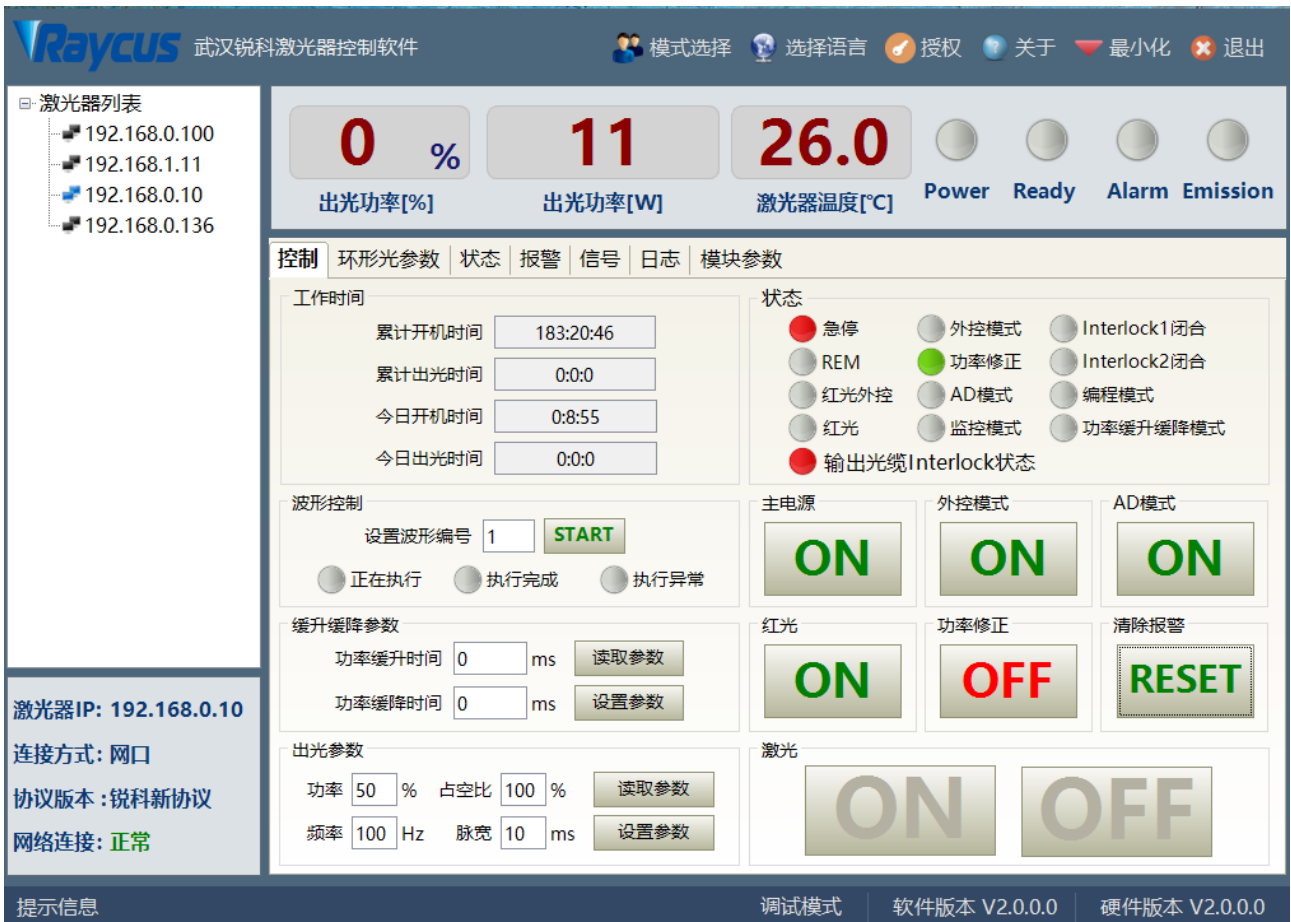 Raycus 武汉锐科激光器控制软件 模式选择 选择语言 授权 关于 最小化 退出
激光器列表
192.168.0.100
192.168.1.11
192.168.0.10
192.168.0.136
0 % 11 26.0
出光功率[%] 出光功率[W] 激光器温度[℃] Power Ready Alarm Emission
控制 环形光参数 状态 报警 信号 日志 模块参数
工作时间
累计开机时间 183:20:46
累计出光时间 0:0:0
今日开机时间 0:8:55
今日出光时间 0:0:0
状态
急停 外控模式 Interlock1闭合
REM 功率修正 Interlock2闭合
红光外控 AD模式 编程模式
红光 监控模式 功率缓升缓降模式
输出光缆Interlock状态
波形控制
设置波形编号 1 START
正在执行 执行完成 执行异常
主电源 外控模式 AD模式
ON ON ON
缓升缓降参数
功率缓升时间 0 ms 读取参数
功率缓降时间 0 ms 设置参数
红光 功率修正 清除报警
ON OFF RESET
出光参数
功率 50 % 占空比 100 % 读取参数
频率 100 Hz 脉宽 10 ms 设置参数
激光
ON OFF
激光器IP: 192.168.0.10
连接方式: 网口
协议版本 :锐科新协议
网络连接: 正常
提示信息 调试模式 软件版本 V2.0.0.0 硬件版本 V2.0.0.0